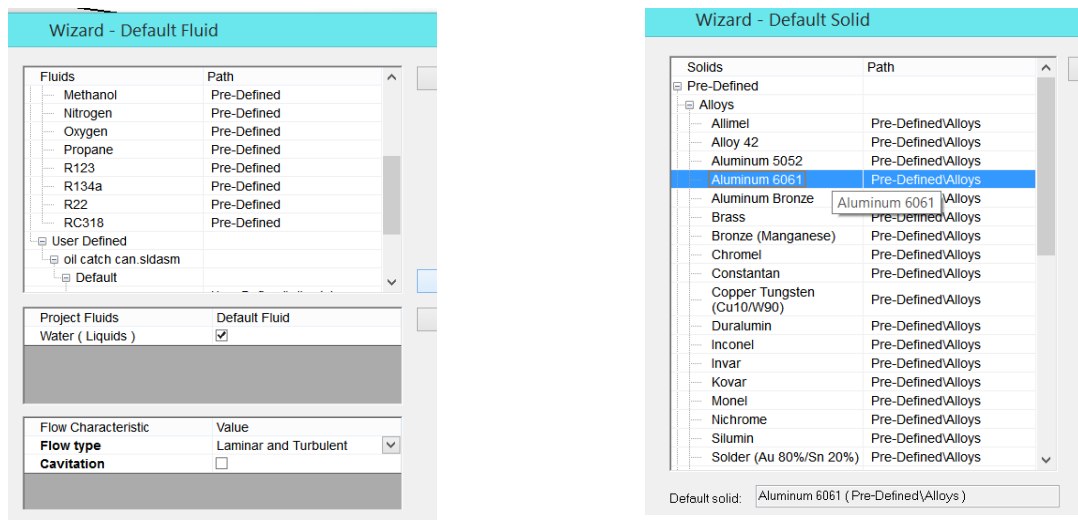 Wizard - Default Fluid
Fluids Path
Methanol Pre-Defined
Nitrogen Pre-Defined
Oxygen Pre-Defined
Propane Pre-Defined
R123 Pre-Defined
R134a Pre-Defined
R22 Pre-Defined
RC318 Pre-Defined
User Defined
oil catch can.sldasm
Default
Project Fluids Default Fluid
Water ( Liquids )
Flow Characteristic Value
Flow type Laminar and Turbulent
Cavitation
Wizard - Default Solid
Solids Path
Pre-Defined
Alloys
Allimel Pre-Defined\Alloys
Alloy 42 Pre-Defined\Alloys
Aluminum 5052 Pre-Defined\Alloys
Aluminum 6061 Pre-Defined\Alloys
Aluminum Bronze \Alloys
Aluminum 6061
Brass Pre-Defined\Alloys
Bronze (Manganese) Pre-Defined\Alloys
Chromel Pre-Defined\Alloys
Constantan Pre-Defined\Alloys
Copper Tungsten
(Cu10/W90) Pre-Defined\Alloys
Duralumin Pre-Defined\Alloys
Inconel Pre-Defined\Alloys
Invar Pre-Defined\Alloys
Kovar Pre-Defined\Alloys
Monel Pre-Defined\Alloys
Nichrome Pre-Defined\Alloys
Silumin Pre-Defined\Alloys
Solder (Au 80%/Sn 20%) Pre-Defined\Alloys
Default solid: Aluminum 6061 ( Pre-Defined\Alloys )